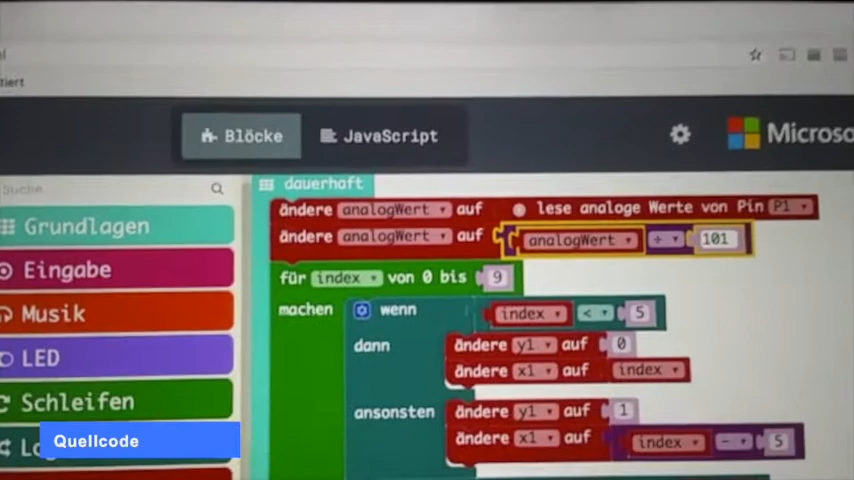 tiert
Blöcke
JavaScript
Microso
Suche
dauerhaft
Grundlagen
Eingabe
Musik
LED
Schleifen
Lo
Quellcode
ändere analogWert auf lese analoge Werte von Pin P1
ändere analogWert auf analogWert ÷ 101
für index von 0 bis 9
machen wenn index < 5
dann ändere y1 auf 0
ändere x1 auf index
ansonsten ändere y1 auf 1
ändere x1 auf index - 5